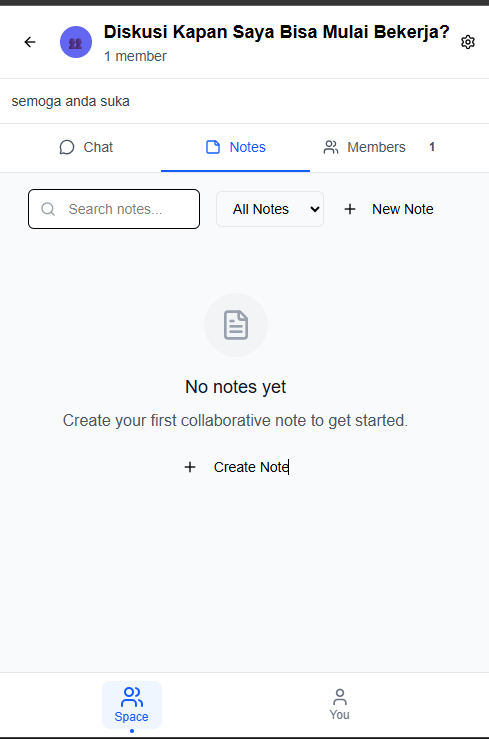 Diskusi Kapan Saya Bisa Mulai Bekerja?
1 member
semoga anda suka
Chat
Notes
Members 1
Search notes...
All Notes
New Note
No notes yet
Create your first collaborative note to get started.
Create Note
Space
You